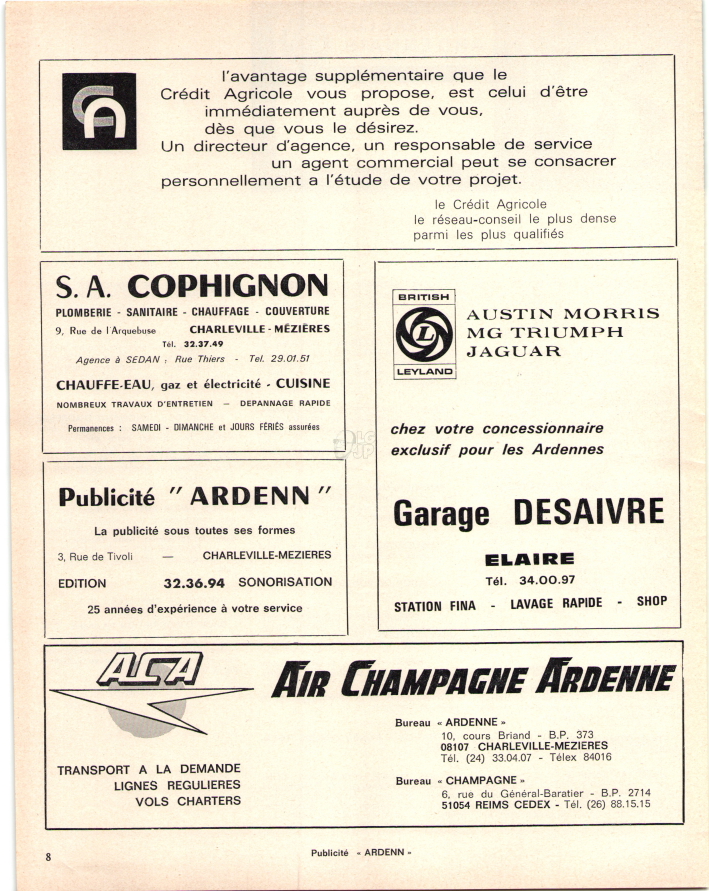 l'avantage supplémentaire que le
Crédit Agricole vous propose, est celui d'être
immédiatement auprès de vous,
dès que vous le désirez.
Un directeur d'agence, un responsable de service
un agent commercial peut se consacrer
personnellement a l'étude de votre projet.
le Crédit Agricole
le réseau-conseil le plus dense
parmi les plus qualifiés
S. A. COPHIGNON
PLOMBERIE - SANITAIRE - CHAUFFAGE - COUVERTURE
9, Rue de l'Arquebuse CHARLEVILLE - MÉZIÈRES
Tél. 32.37.49
Agence à SEDAN : Rue Thiers - Tel. 29.01.51
CHAUFFE-EAU, gaz et électricité - CUISINE
NOMBREUX TRAVAUX D'ENTRETIEN — DEPANNAGE RAPIDE
Permanences : SAMEDI - DIMANCHE et JOURS FÉRIÉS assurées
Publicité " ARDENN "
La publicité sous toutes ses formes
3, Rue de Tivoli — CHARLEVILLE-MEZIERES
EDITION 32.36.94 SONORISATION
25 années d'expérience à votre service
BRITISH
L
LEYLAND
AUSTIN MORRIS
MG TRIUMPH
JAGUAR
chez votre concessionnaire
exclusif pour les Ardennes
Garage DESAIVRE
ELAIRE
Tél. 34.00.97
STATION FINA - LAVAGE RAPIDE - SHOP
LG
JP
ACA
AIR CHAMPAGNE ARDENNE
TRANSPORT A LA DEMANDE
LIGNES REGULIERES
VOLS CHARTERS
Bureau « ARDENNE »
10, cours Briand - B.P. 373
08107 CHARLEVILLE-MEZIERES
Tél. (24) 33.04.07 - Télex 84016
Bureau « CHAMPAGNE »
6, rue du Général-Baratier - B.P. 2714
51054 REIMS CEDEX - Tél. (26) 88.15.15
8
Publicité « ARDENN »